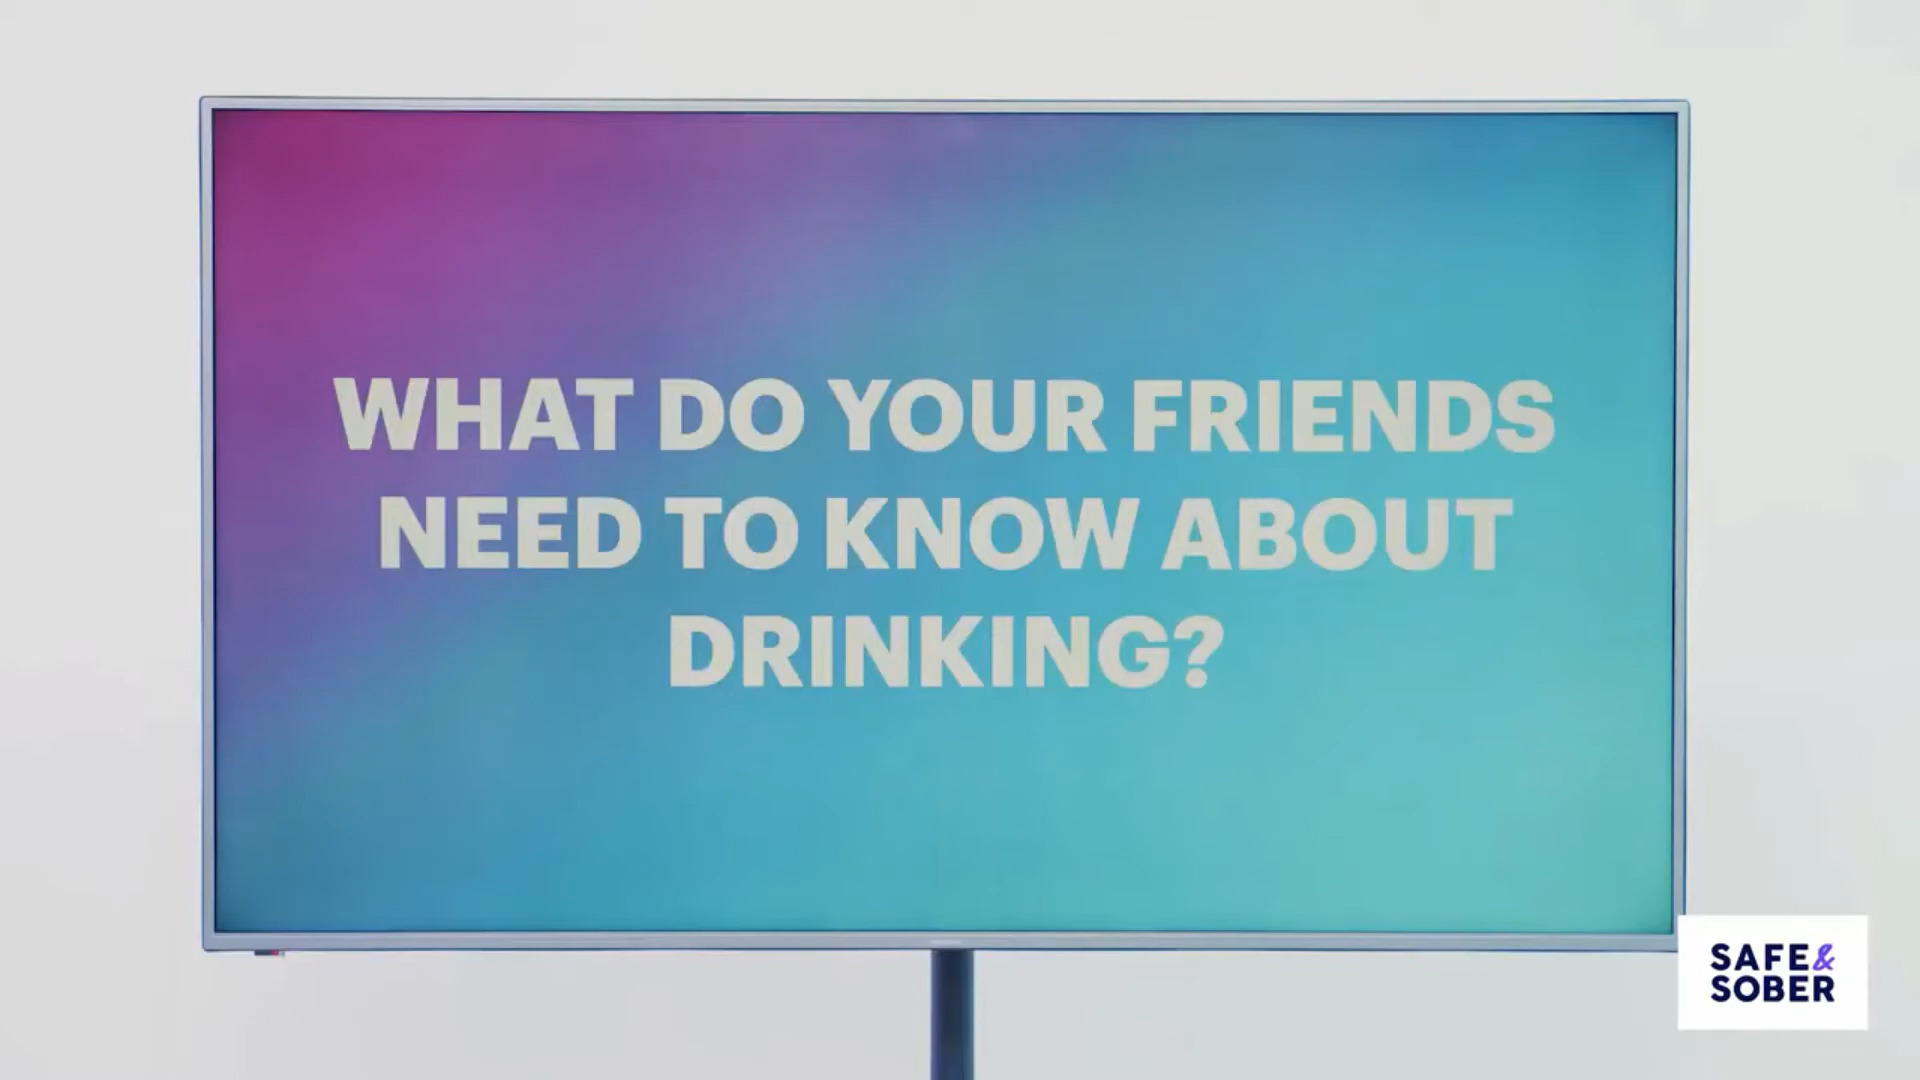 WHAT DO YOUR FRIENDS
NEED TO KNOW ABOUT
DRINKING?
SAFE&
SOBER